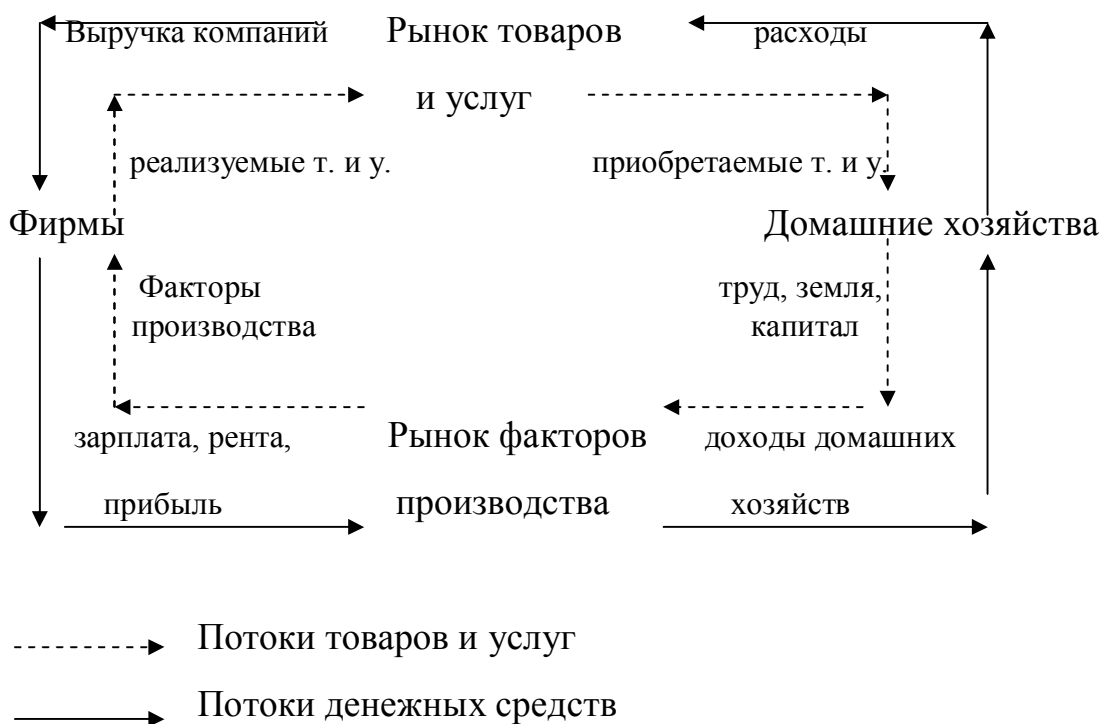 Выручка компаний Рынок товаров расходы
и услуг
реализуемые т. и у. приобретаемые т. и у.
Фирмы Домашние хозяйства
Факторы труд, земля,
производства капитал
зарплата, рента, Рынок факторов доходы домашних
прибыль производства хозяйств
Потоки товаров и услуг
Потоки денежных средств